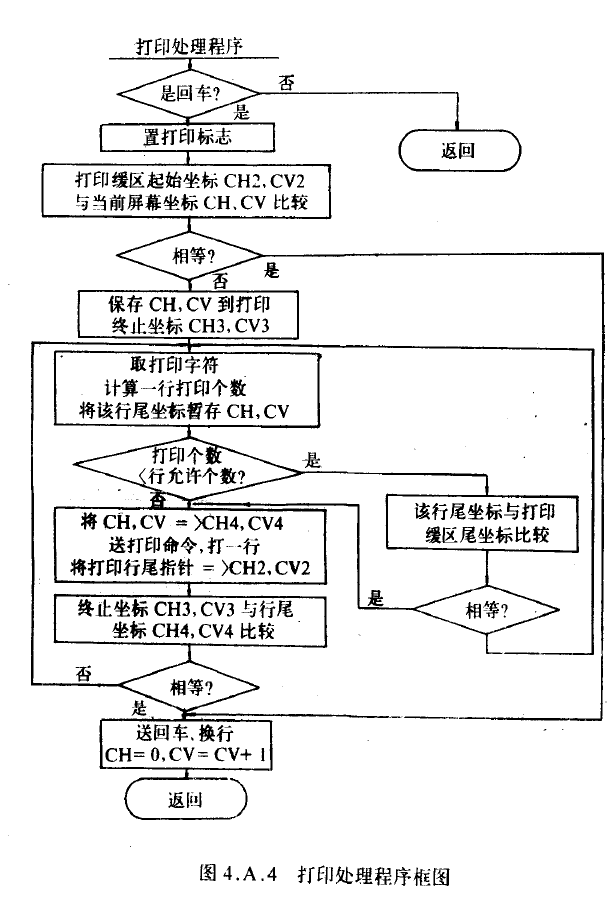 打印处理程序
是回车?
否
是
置打印标志
返回
打印缓区起始坐标 CH2, CV2
与当前屏幕坐标 CH、CV 比较
相等?
是
否
保存 CH, CV 到打印
终止坐标 CH3, CV3
取打印字符
计算一行打印个数
将该行尾坐标暂存 CH, CV
打印个数
<行允许个数?
是
否
该行尾坐标与打印
缓区尾坐标比较
将 CH, CV =>CH4, CV4
送打印命令, 打一行
将打印行尾指针 =>CH2, CV2
是
相等?
终止坐标 CH3, CV3 与行尾
坐标 CH4, CV4 比较
否
相等?
是
送回车、换行
CH= 0, CV= CV+ 1
返回
图 4.A.4 打印处理程序框图